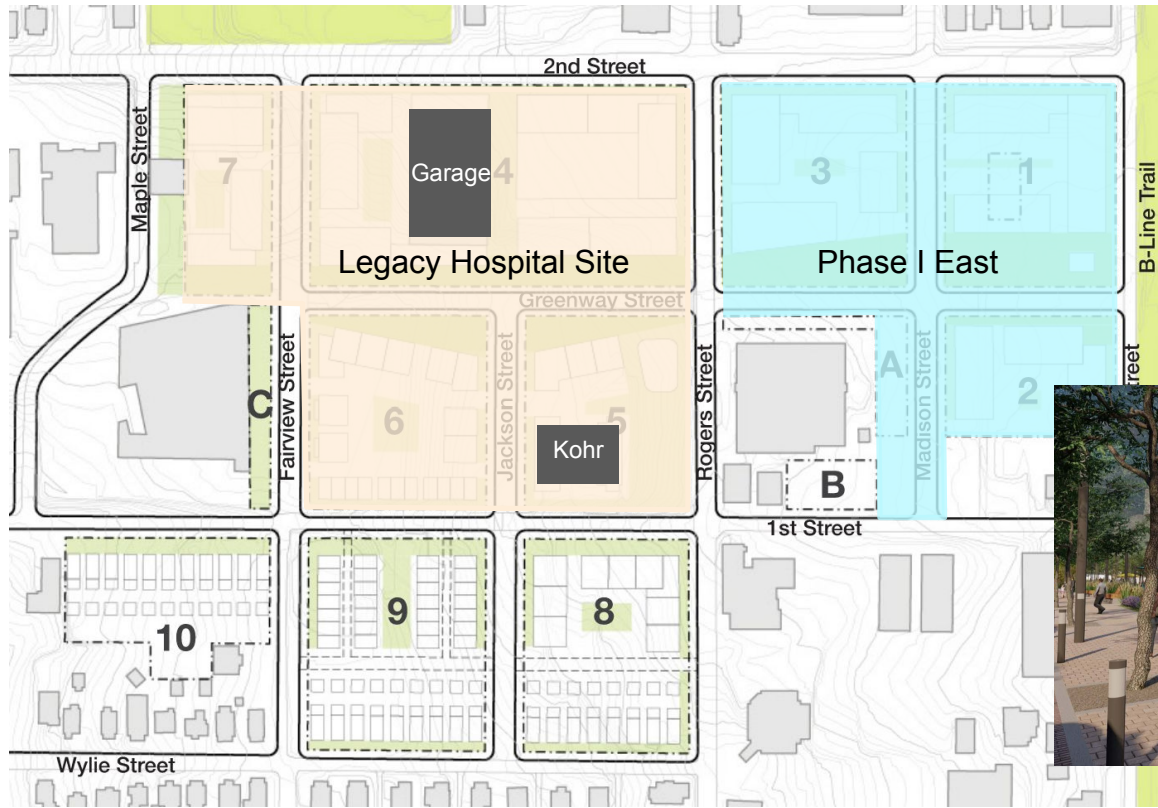 2nd Street
Maple Street
7
Garage
4
3
1
B-Line Trail
Legacy Hospital Site
Phase I East
Greenway Street
C
Fairview Street
6
Jackson Street
5
Kohr
Rogers Street
A
Madison Street
2
treet
B
1st Street
10
9
8
Wylie Street